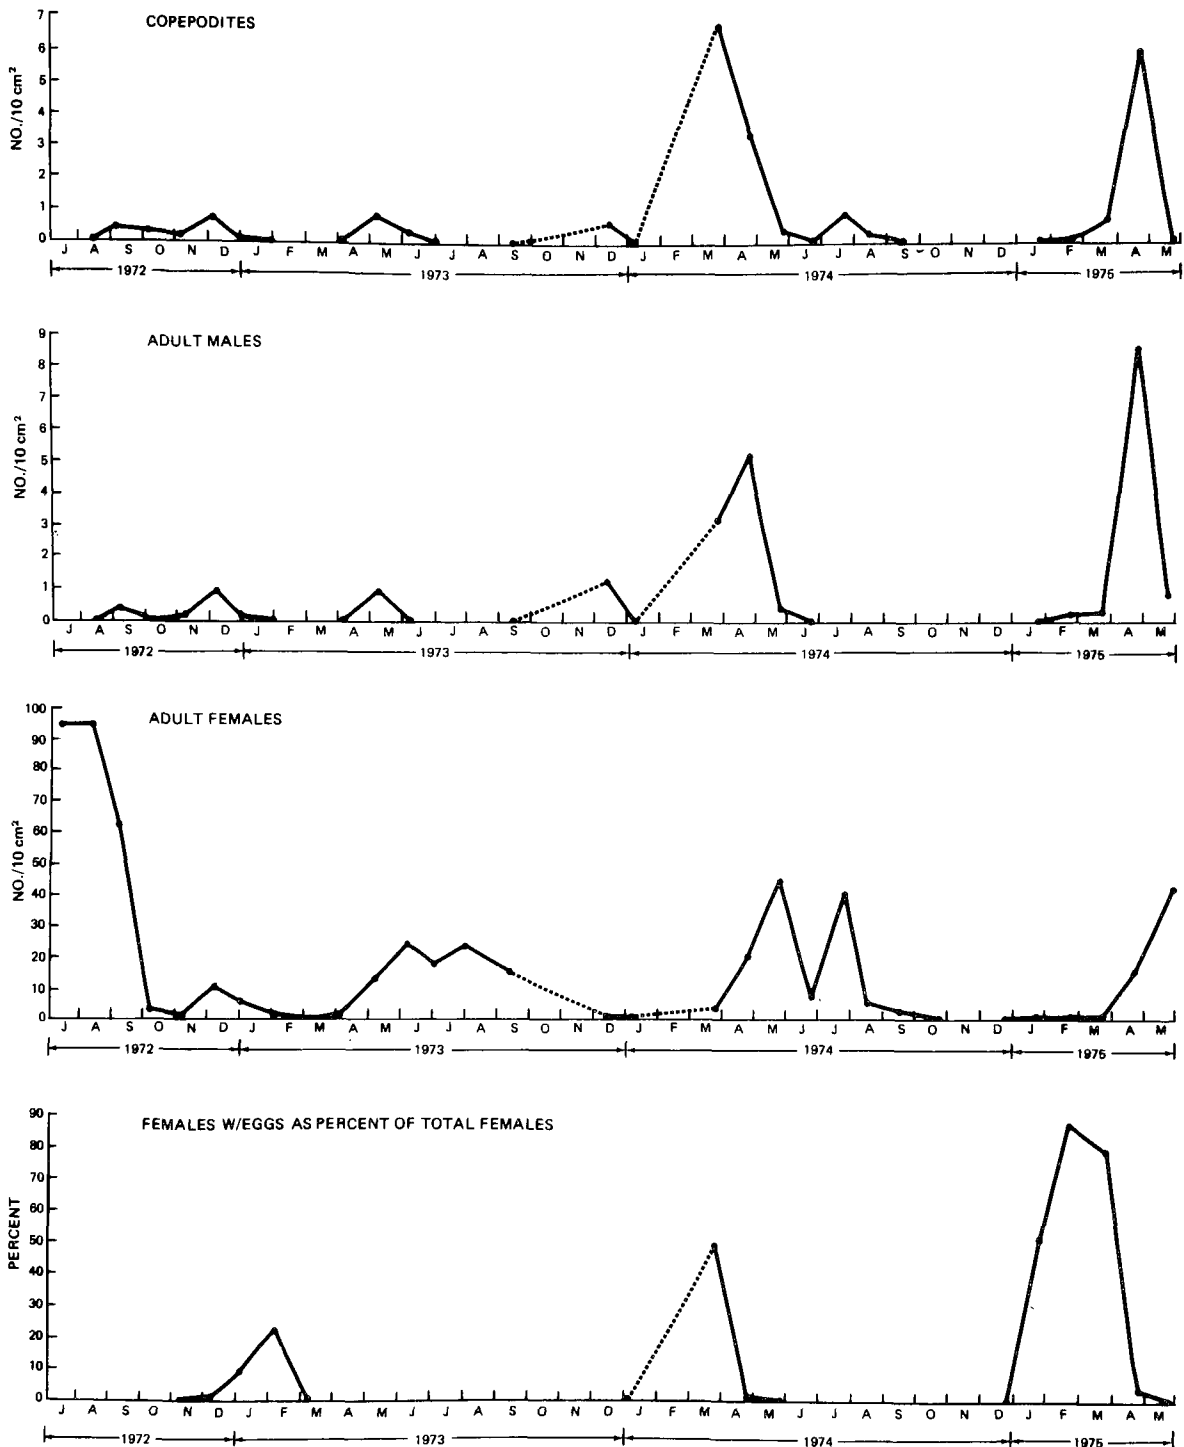 COPEPODITES
NO./10 cm²
7
6
5
4
3
2
1
0
J A S O N D J F M A M J J A S O N D J F M A M J J A S O N D J F M A M
1972 1973 1974 1975
ADULT MALES
NO./10 cm²
9
8
7
6
5
4
3
2
1
0
J A S O N D J F M A M J J A S O N D J F M A M J J A S O N D J F M A M
1972 1973 1974 1975
ADULT FEMALES
NO./10 cm²
100
90
80
70
60
50
40
30
20
10
0
J A S O N D J F M A M J J A S O N D J F M A M J J A S O N D J F M A M
1972 1973 1974 1975
FEMALES W/EGGS AS PERCENT OF TOTAL FEMALES
PERCENT
90
80
70
60
50
40
30
20
10
0
J A S O N D J F M A M J J A S O N D J F M A M J J A S O N D J F M A M
1972 1973 1974 1975